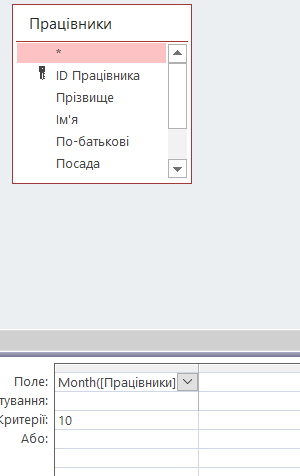 Працівники
*
ID Працівника
Прізвище
Ім'я
По-батькові
Посада
Поле: Month([Працівники]
тування:
Критерії: 10
Або: